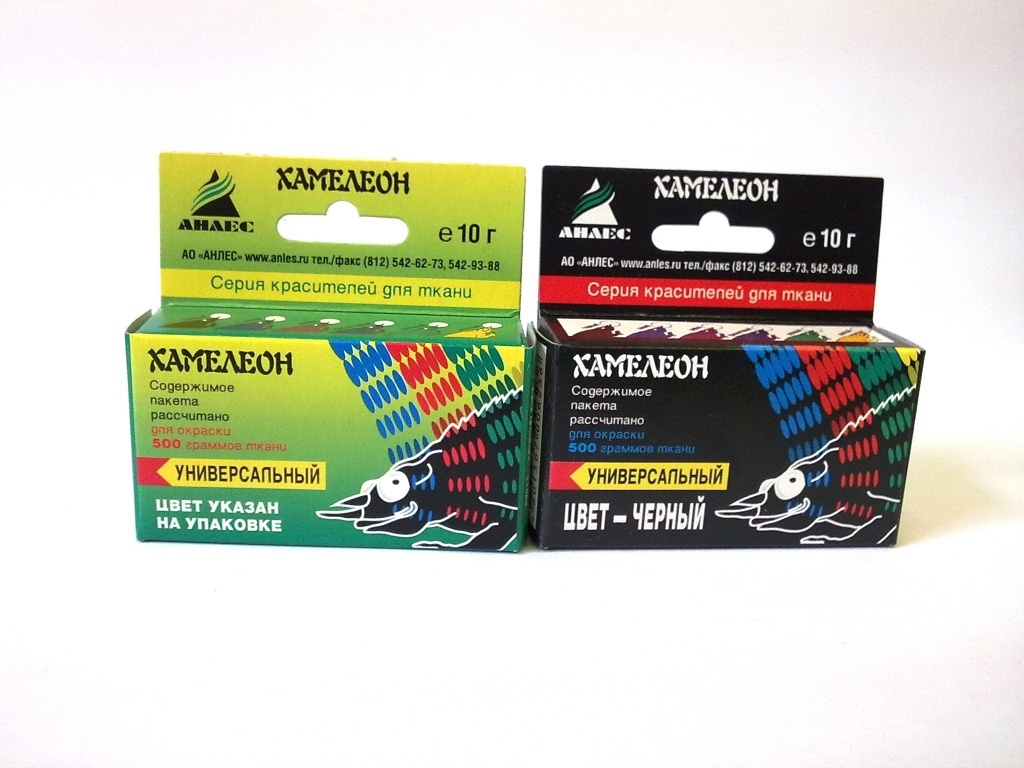 ХАМЕЛЕОН
АНЛЕС
е 10 г
АО «АНЛЕС» www.anles.ru тел./факс (812) 542-62-73, 542-93-88
Серия красителей для ткани
ХАМЕЛЕОН
Содержимое
пакета
рассчитано
для окраски
500 граммов ткани
УНИВЕРСАЛЬНЫЙ
ЦВЕТ УКАЗАН
НА УПАКОВКЕ
ХАМЕЛЕОН
АНЛЕС
е 10 г
АО «АНЛЕС» www.anles.ru тел./факс (812) 542-62-73, 542-93-88
Серия красителей для ткани
ХАМЕЛЕОН
Содержимое
пакета
рассчитано
для окраски
500 граммов ткани
УНИВЕРСАЛЬНЫЙ
ЦВЕТ – ЧЕРНЫЙ